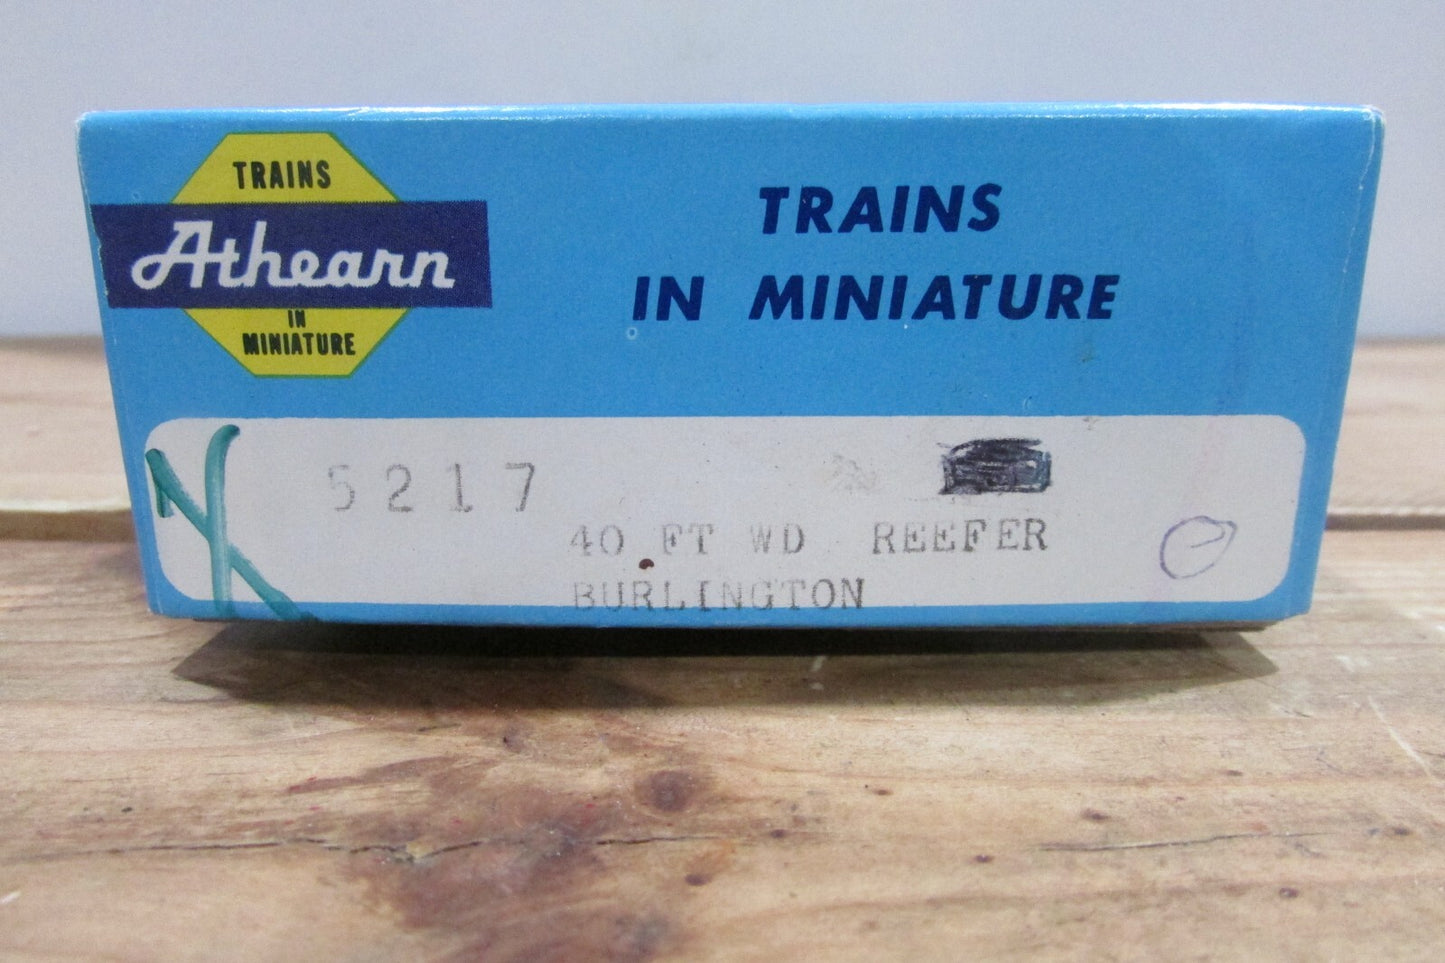 TRAINS
Athearn
IN
MINIATURE
TRAINS
IN MINIATURE
5217
40 FT WD REEFER
BURLINGTON